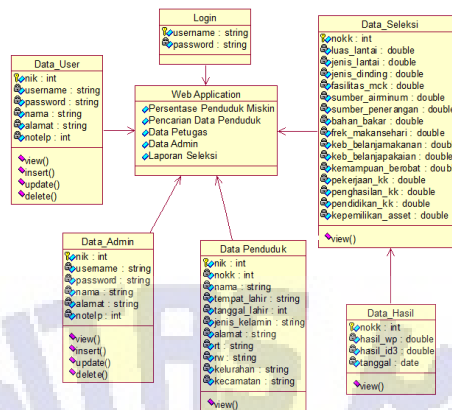 Login
username : string
password : string
Data_User
nik : int
username : string
password : string
nama : string
alamat : string
notelp : int
view()
insert()
update()
delete()
Web Application
Persentase Penduduk Miskin
Pencarian Data Penduduk
Data Petugas
Data Admin
Laporan Seleksi
Data_Seleksi
nokk : int
luas_lantai : double
jenis_lantai : double
jenis_dinding : double
fasilitas_mck : double
sumber_airminum : double
sumber_penerangan : double
bahan_bakar : double
frek_makansehari : double
keb_belanjamakanan : doub
keb_belanjapakaian : double
kemampuan_berobat : doub
pekerjaan_kk : double
penghasilan_kk : double
pendidikan_kk : double
kepemilikan_asset : double
view()
Data_Admin
nik : int
username : string
password : string
nama : string
alamat : string
notelp : int
view()
insert()
update()
delete()
Data Penduduk
nik : int
nokk : int
nama : string
tempat_lahir : string
tanggal_lahir : int
jenis_kelamin : string
alamat : string
rt : string
rw : string
kelurahan : string
kecamatan : string
view()
Data_Hasil
nokk : int
hasil_wp : double
hasil_id3 : double
tanggal : date
view()